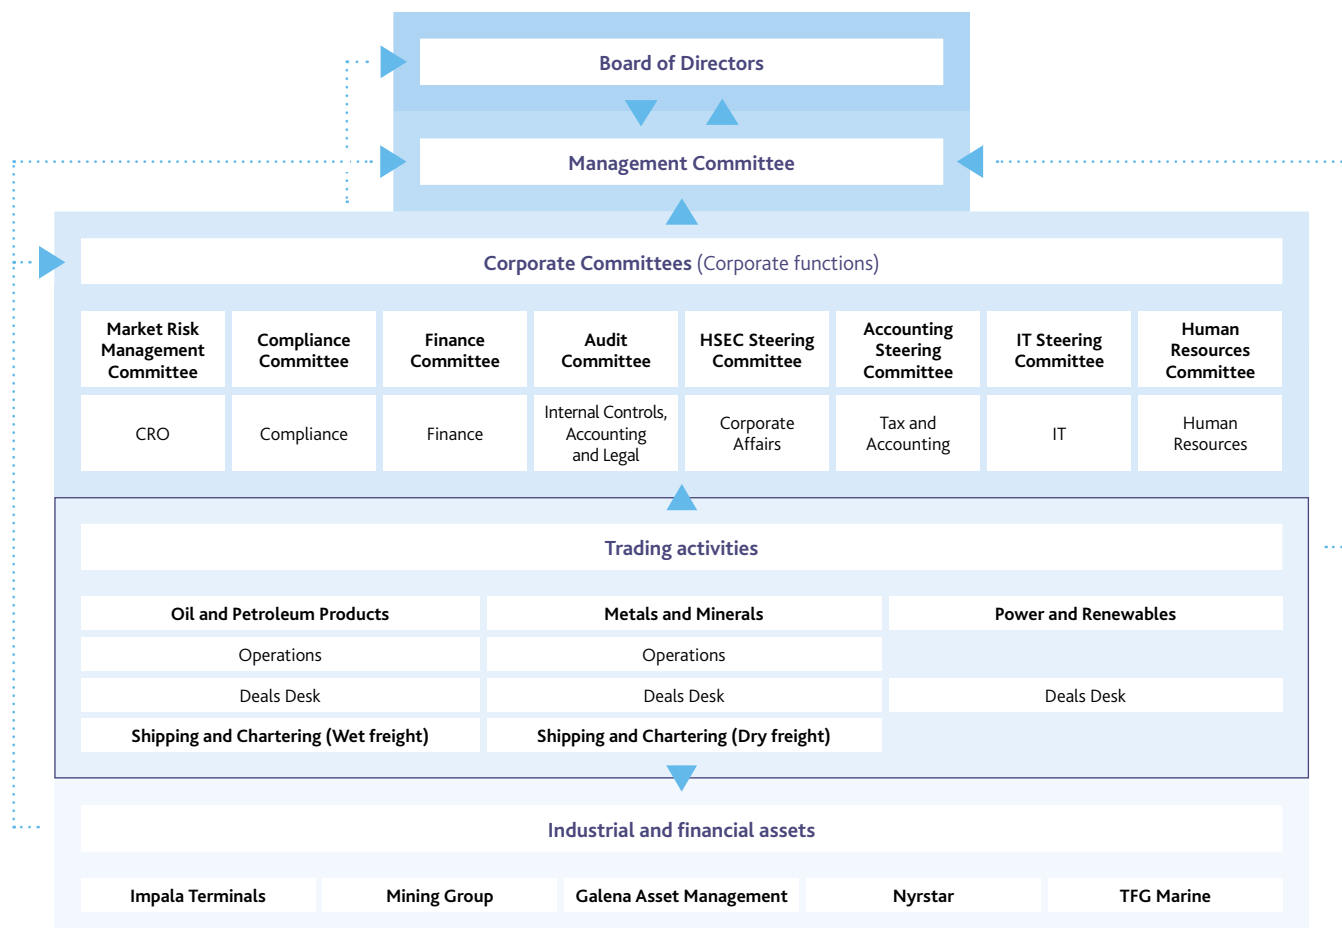 Board of Directors
Management Committee
Corporate Committees (Corporate functions)
Market Risk
Management
Committee
Compliance
Committee
Finance
Committee
Audit
Committee
HSEC Steering
Committee
Accounting
Steering
Committee
IT Steering
Committee
Human
Resources
Committee
CRO
Compliance
Finance
Internal Controls,
Accounting
and Legal
Corporate
Affairs
Tax and
Accounting
IT
Human
Resources
Trading activities
Oil and Petroleum Products
Metals and Minerals
Power and Renewables
Operations
Operations
Deals Desk
Deals Desk
Deals Desk
Shipping and Chartering (Wet freight)
Shipping and Chartering (Dry freight)
Industrial and financial assets
Impala Terminals
Mining Group
Galena Asset Management
Nyrstar
TFG Marine